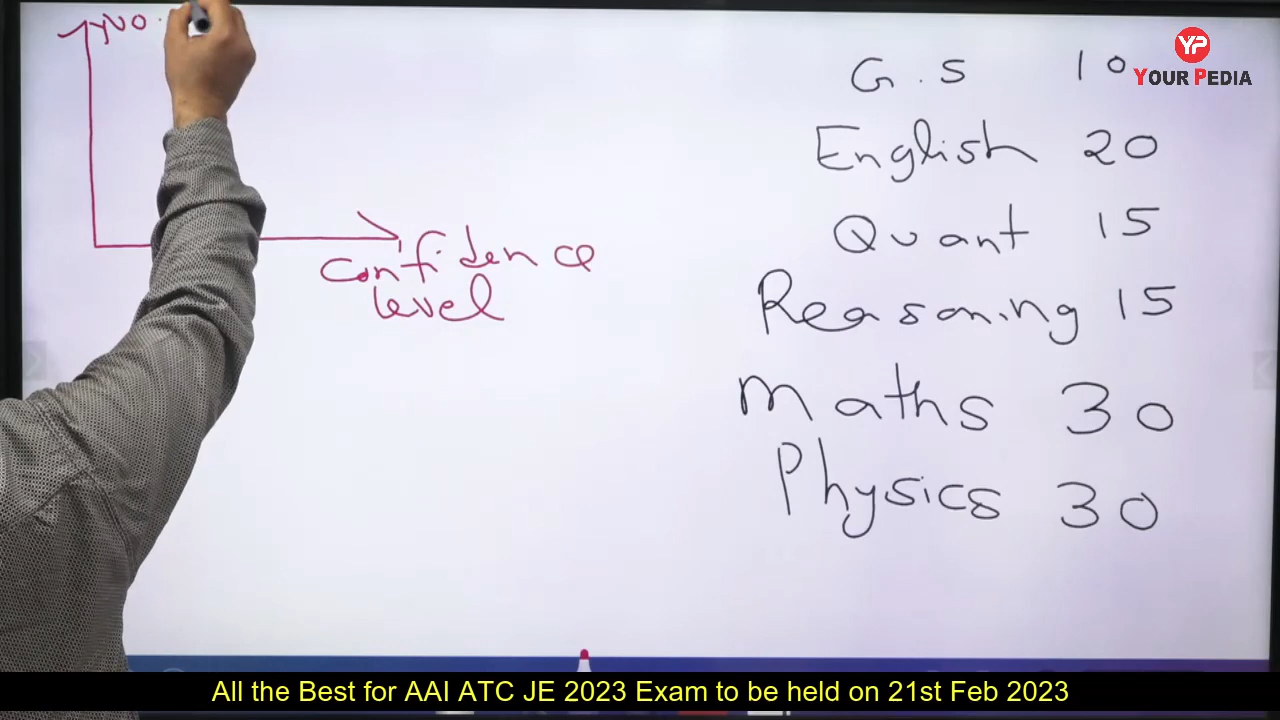 No.
Confidence
level
G.S 10
English 20
Quant 15
Reasoning 15
Maths 30
Physics 30
YP
YOUR PEDIA
All the Best for AAI ATC JE 2023 Exam to be held on 21st Feb 2023